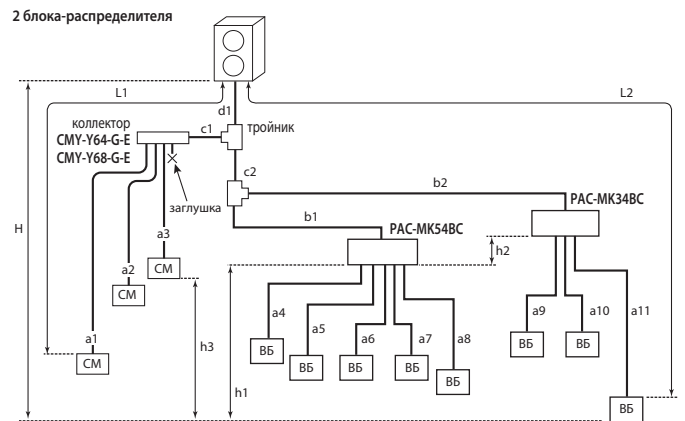 2 блока-распределителя
L1
L2
d1
коллектор
CMY-Y64-G-E
CMY-Y68-G-E
c1
тройник
c2
заглушка
b2
PAC-MK34BC
H
b1
PAC-MK54BC
h2
a3
СМ
a2
СМ
a1
СМ
h3
h1
a4
a5
a6
a7
a8
ВБ
ВБ
ВБ
ВБ
ВБ
a9
a10
a11
ВБ
ВБ
ВБ